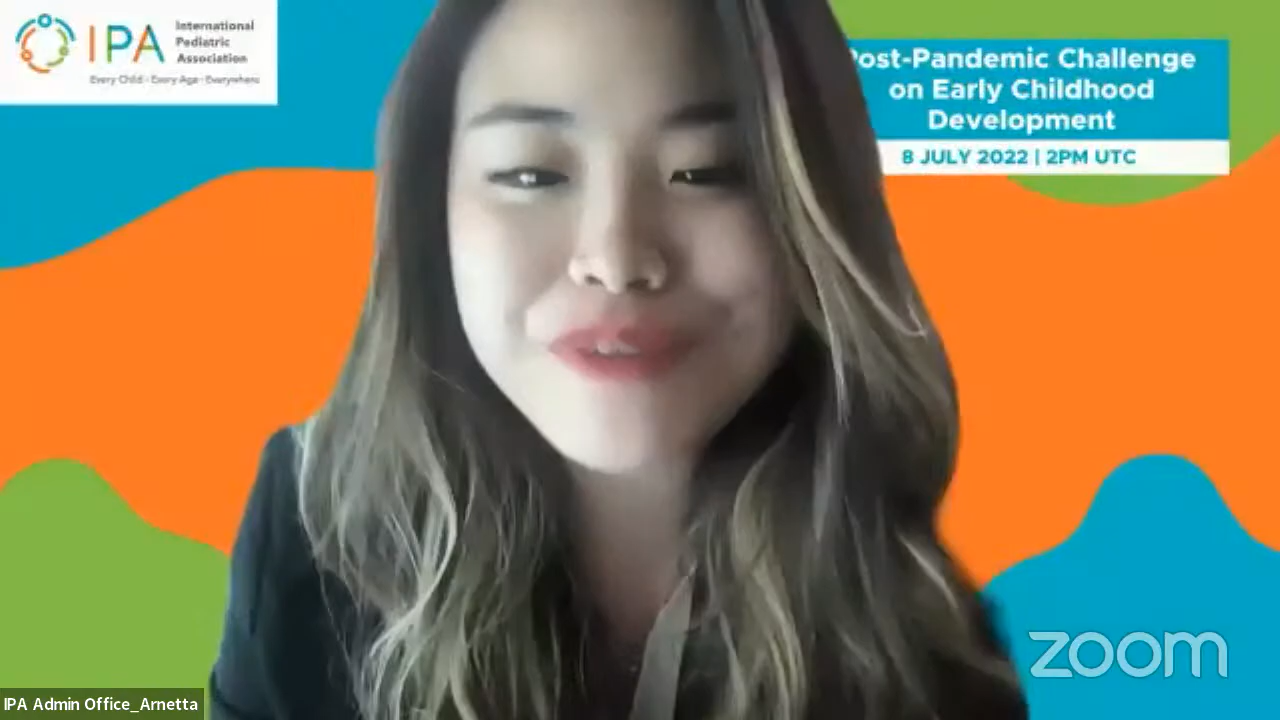 IPA
International
Pediatric
Association
Every Child - Every Age - Everywhere
Post-Pandemic Challenge
on Early Childhood
Development
8 JULY 2022 | 2PM UTC
zoom
IPA Admin Office_Arnetta